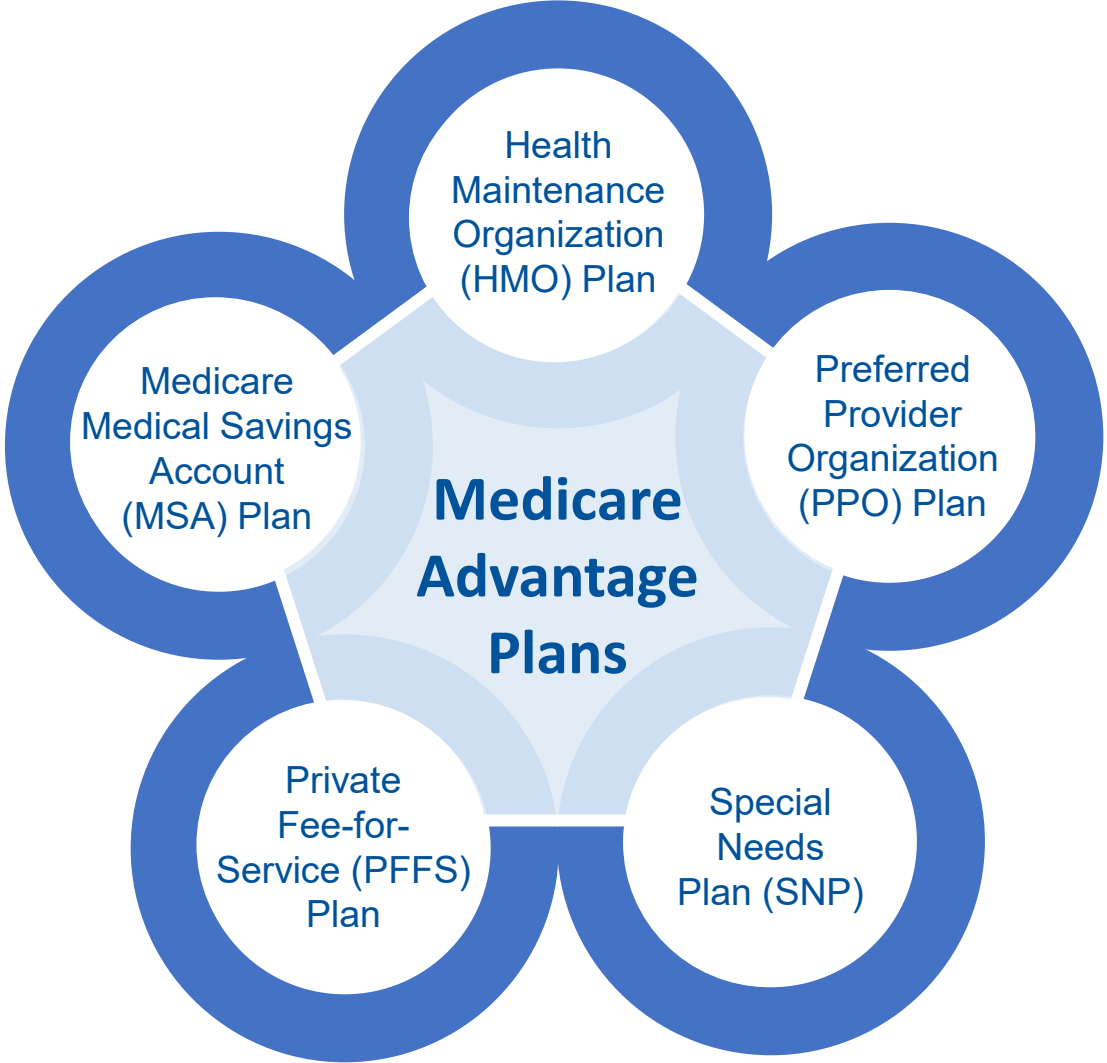 Health
Maintenance
Organization
(HMO) Plan
Preferred
Provider
Organization
(PPO) Plan
Medicare
Medical Savings
Account
(MSA) Plan
Medicare
Advantage
Plans
Private
Fee-for-
Service (PFFS)
Plan
Special
Needs
Plan (SNP)